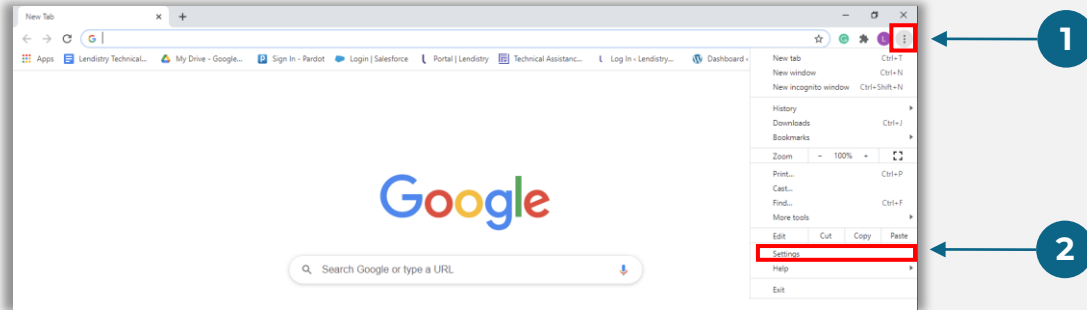 New Tab
G
L
1
Apps Lendistry Technical... My Drive - Google... Sign In - Pardot Login | Salesforce Portal | Lendistry Technical Assistanc... Log In ‹ Lendistry... Dashboard ‹
New tab Ctrl+T
New window Ctrl+N
New incognito window Ctrl+Shift+N
History
Downloads Ctrl+J
Bookmarks
Zoom - 100% +
Print... Ctrl+P
Cast...
Find... Ctrl+F
More tools
Edit Cut Copy Paste
Settings
2
Help
Exit
Google
Search Google or type a URL